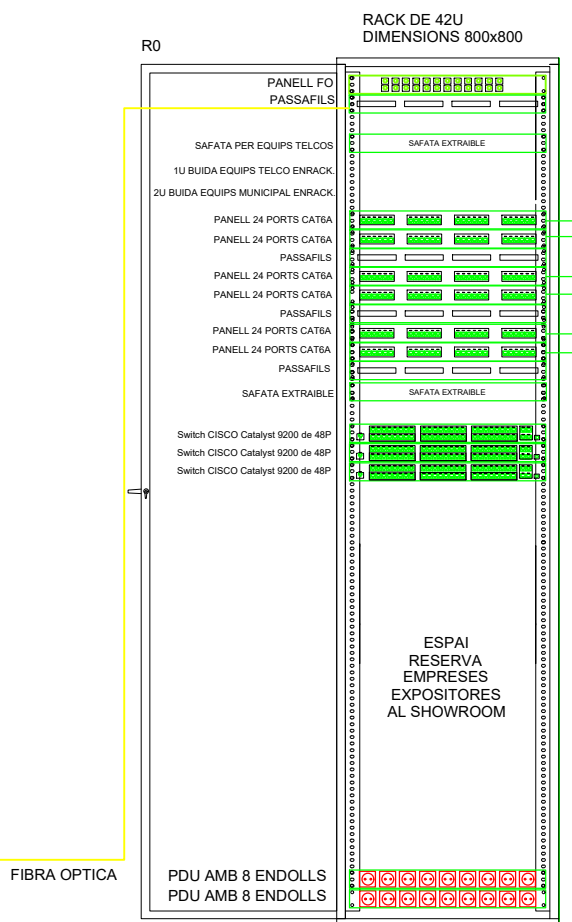 RACK DE 42U
DIMENSIONS 800x800
R0
PANELL FO
PASSAFILS
SAFATA PER EQUIPS TELCOS
SAFATA EXTRAIBLE
1U BUIDA EQUIPS TELCO ENRACK.
2U BUIDA EQUIPS MUNICIPAL ENRACK.
PANELL 24 PORTS CAT6A
PANELL 24 PORTS CAT6A
PASSAFILS
PANELL 24 PORTS CAT6A
PANELL 24 PORTS CAT6A
PASSAFILS
PANELL 24 PORTS CAT6A
PANELL 24 PORTS CAT6A
PASSAFILS
SAFATA EXTRAIBLE
SAFATA EXTRAIBLE
Switch CISCO Catalyst 9200 de 48P
Switch CISCO Catalyst 9200 de 48P
Switch CISCO Catalyst 9200 de 48P
ESPAI
RESERVA
EMPRESES
EXPOSITORES
AL SHOWROOM
FIBRA OPTICA
PDU AMB 8 ENDOLLS
PDU AMB 8 ENDOLLS